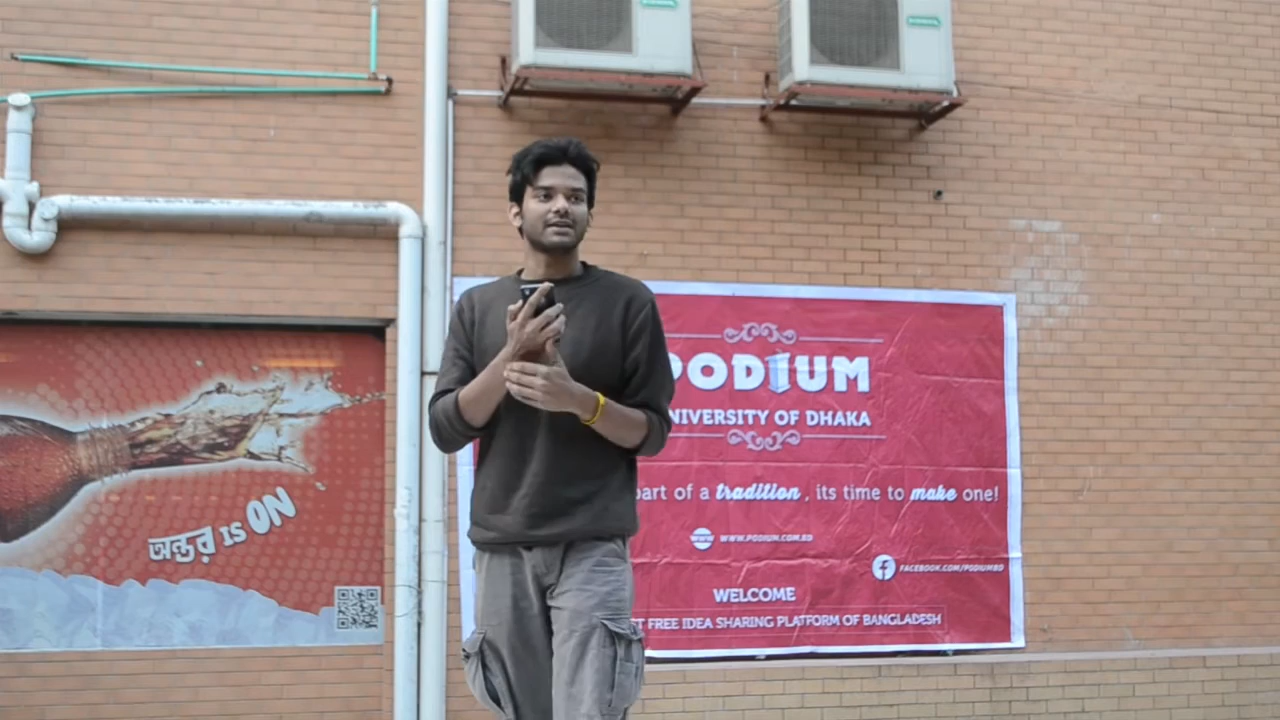 অন্তর IS ON
PODIUM
UNIVERSITY OF DHAKA
part of a tradition, its time to make one!
WWW.PODIUM.COM.BD
FACEBOOK.COM/PODIUMBD
WELCOME
FREE IDEA SHARING PLATFORM OF BANGLADESH